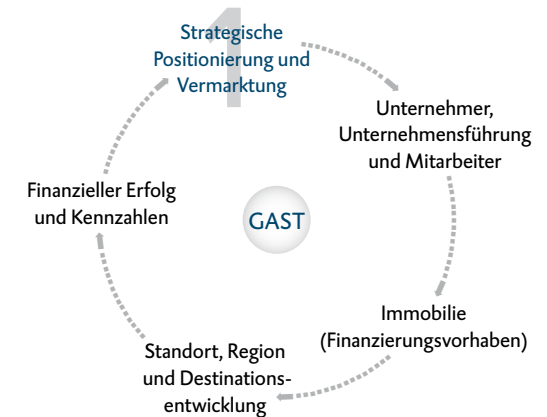 1
Strategische
Positionierung und
Vermarktung
Unternehmer,
Unternehmensführung
und Mitarbeiter
Finanzieller Erfolg
und Kennzahlen
GAST
Immobilie
(Finanzierungsvorhaben)
Standort, Region
und Destinations-
entwicklung